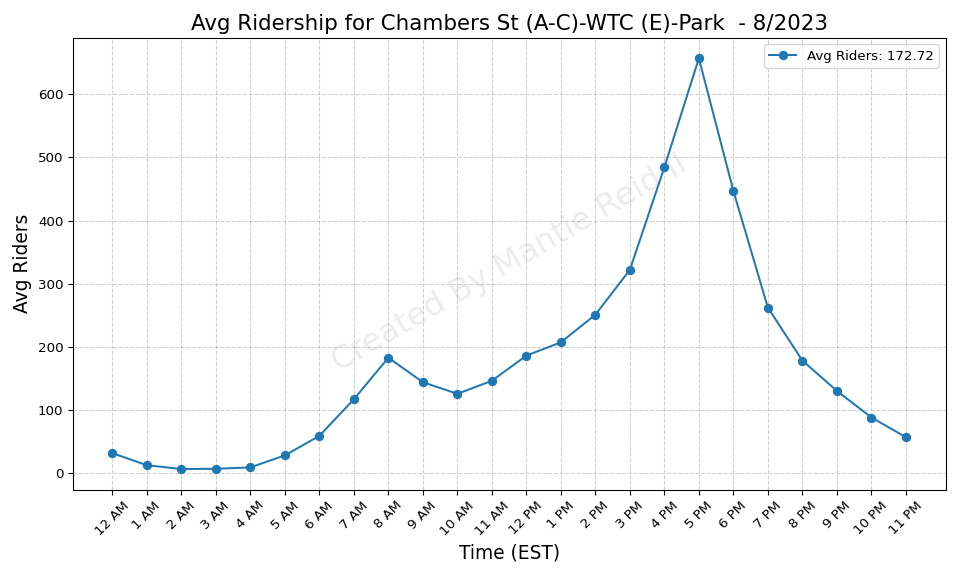 Avg Ridership for Chambers St (A-C)-WTC (E)-Park  - 8/2023
Avg Riders: 172.72
600
500
400
300
200
100
0
Avg Riders
Created By Mantle Reidhl
12 AM
1 AM
2 AM
3 AM
4 AM
5 AM
6 AM
7 AM
8 AM
9 AM
10 AM
11 AM
12 PM
1 PM
2 PM
3 PM
4 PM
5 PM
6 PM
7 PM
8 PM
9 PM
10 PM
11 PM
Time (EST)